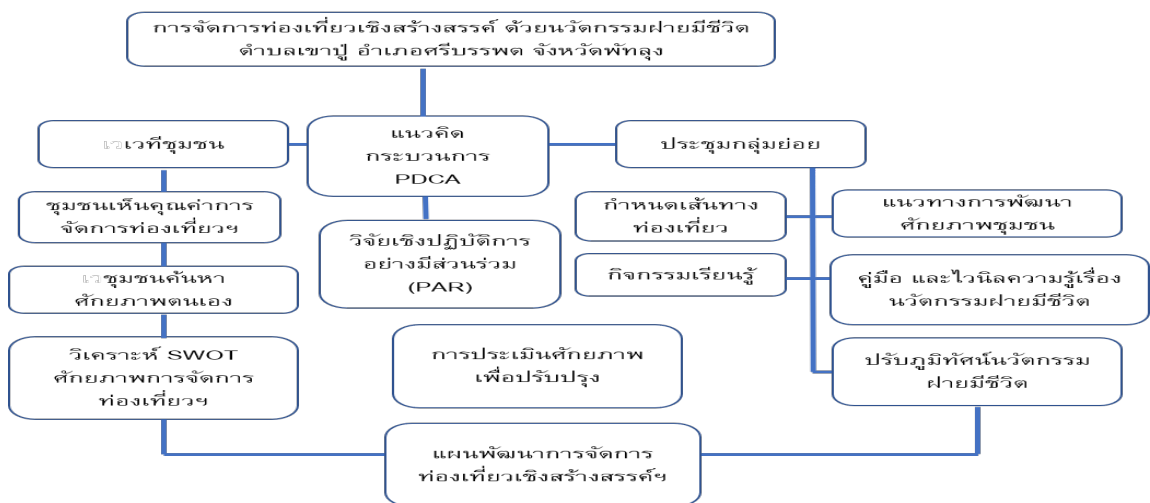 การจัดการท่องเที่ยวเชิงสร้างสรรค์ ด้วยนวัตกรรมฝายมีชีวิต
ตำบลเขาปู่ อำเภอศรีบรรพต จังหวัดพัทลุง
เวเวทีชุมชน
แนวคิด
กระบวนการ
PDCA
ประชุมกลุ่มย่อย
ชุมชนเห็นคุณค่าการ
จัดการท่องเที่ยวฯ
วิจัยเชิงปฏิบัติการ
อย่างมีส่วนร่วม
(PAR)
กำหนดเส้นทาง
ท่องเที่ยว
แนวทางการพัฒนา
ศักยภาพชุมชน
เวชุมชนค้นหา
ศักยภาพตนเอง
กิจกรรมเรียนรู้
คู่มือ และไวนิลความรู้เรื่อง
นวัตกรรมฝายมีชีวิต
วิเคราะห์ SWOT
ศักยภาพการจัดการ
ท่องเที่ยวฯ
การประเมินศักยภาพ
เพื่อปรับปรุง
ปรับภูมิทัศน์นวัตกรรม
ฝายมีชีวิต
แผนพัฒนาการจัดการ
ท่องเที่ยวเชิงสร้างสรรค์ฯ